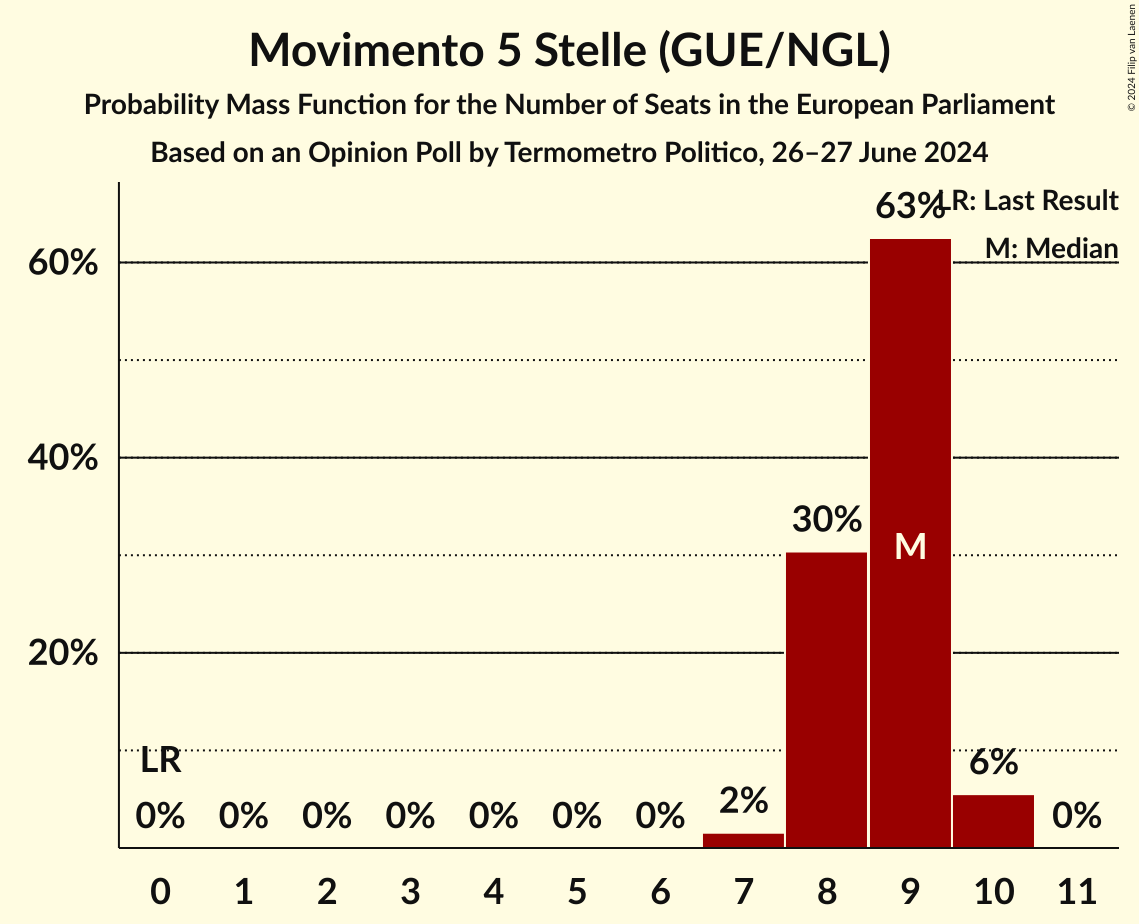 Movimento 5 Stelle (GUE/NGL)
Probability Mass Function for the Number of Seats in the European Parliament
Based on an Opinion Poll by Termometro Politico, 26–27 June 2024
© 2024 Filip van Laenen
LR: Last Result
M: Median
60%
40%
20%
63%
30%
M
LR
6%
2%
0% 0% 0% 0% 0% 0% 0% 0%
0 1 2 3 4 5 6 7 8 9 10 11